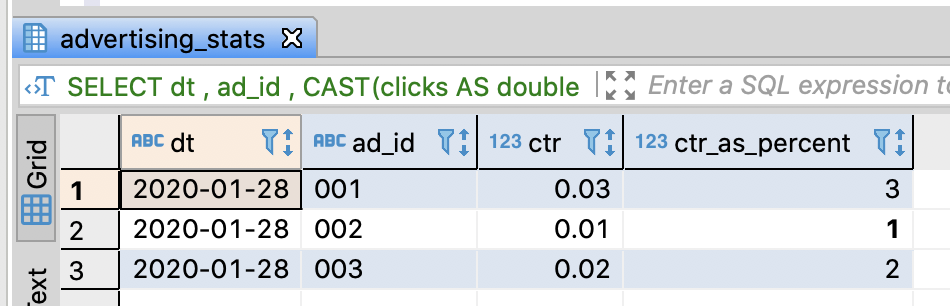 advertising_stats
SELECT dt , ad_id , CAST(clicks AS double
Enter a SQL expression to
Grid
ABC dt ABC ad_id 123 ctr 123 ctr_as_percent
1 2020-01-28 001 0.03 3
2 2020-01-28 002 0.01 1
3 2020-01-28 003 0.02 2
Text